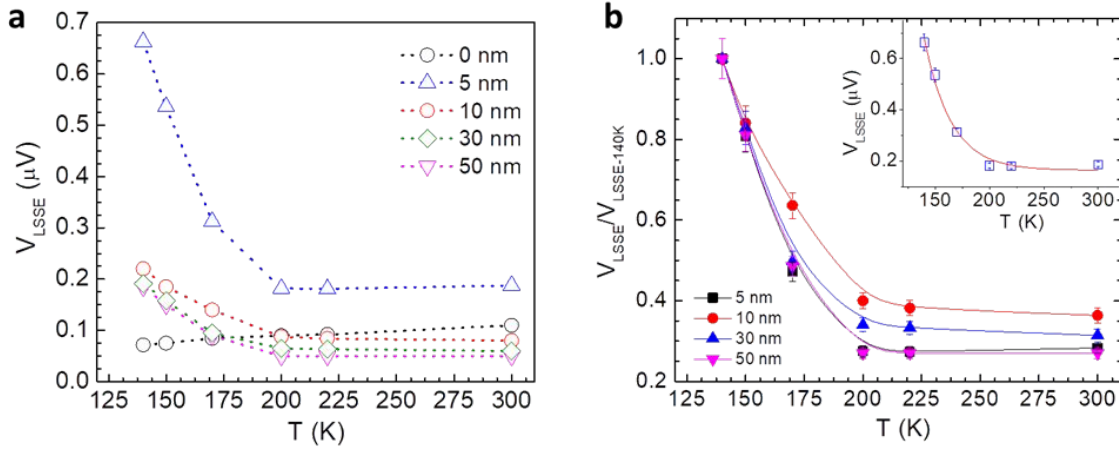 a
0.7
0.6
0.5
0.4
0.3
0.2
0.1
0.0
V_LSSE (μV)
0 nm
5 nm
10 nm
30 nm
50 nm
125 150 175 200 225 250 275 300
T (K)
b
1.0
0.8
0.6
0.4
0.2
V_LSSE/V_LSSE-140K
5 nm
10 nm
30 nm
50 nm
125 150 175 200 225 250 275 300
T (K)
0.6
0.4
0.2
V_LSSE (μV)
150 200 250 300
T (K)